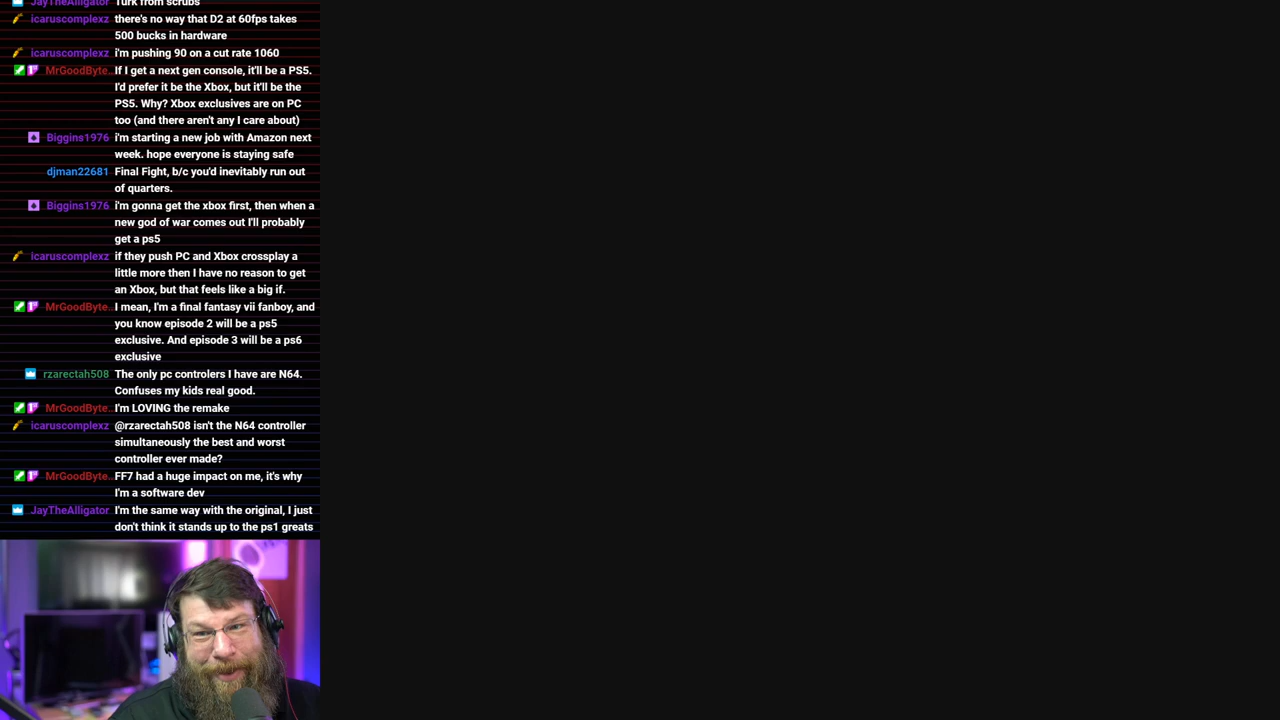 JayTheAlligator Turk from scrubs
icaruscomplexz there's no way that D2 at 60fps takes
500 bucks in hardware
icaruscomplexz i'm pushing 90 on a cut rate 1060
MrGoodByte... If I get a next gen console, it'll be a PS5.
I'd prefer it be the Xbox, but it'll be the
PS5. Why? Xbox exclusives are on PC
too (and there aren't any I care about)
Biggins1976 i'm starting a new job with Amazon next
week. hope everyone is staying safe
djman22681 Final Fight, b/c you'd inevitably run out
of quarters.
Biggins1976 i'm gonna get the xbox first, then when a
new god of war comes out I'll probably
get a ps5
icaruscomplexz if they push PC and Xbox crossplay a
little more then I have no reason to get
an Xbox, but that feels like a big if.
MrGoodByte... I mean, I'm a final fantasy vii fanboy, and
you know episode 2 will be a ps5
exclusive. And episode 3 will be a ps6
exclusive
rzarectah508 The only pc controlers I have are N64.
Confuses my kids real good.
MrGoodByte... I'm LOVING the remake
icaruscomplexz @rzarectah508 isn't the N64 controller
simultaneously the best and worst
controller ever made?
MrGoodByte... FF7 had a huge impact on me, it's why
I'm a software dev
JayTheAlligator I'm the same way with the original, I just
don't think it stands up to the ps1 greats